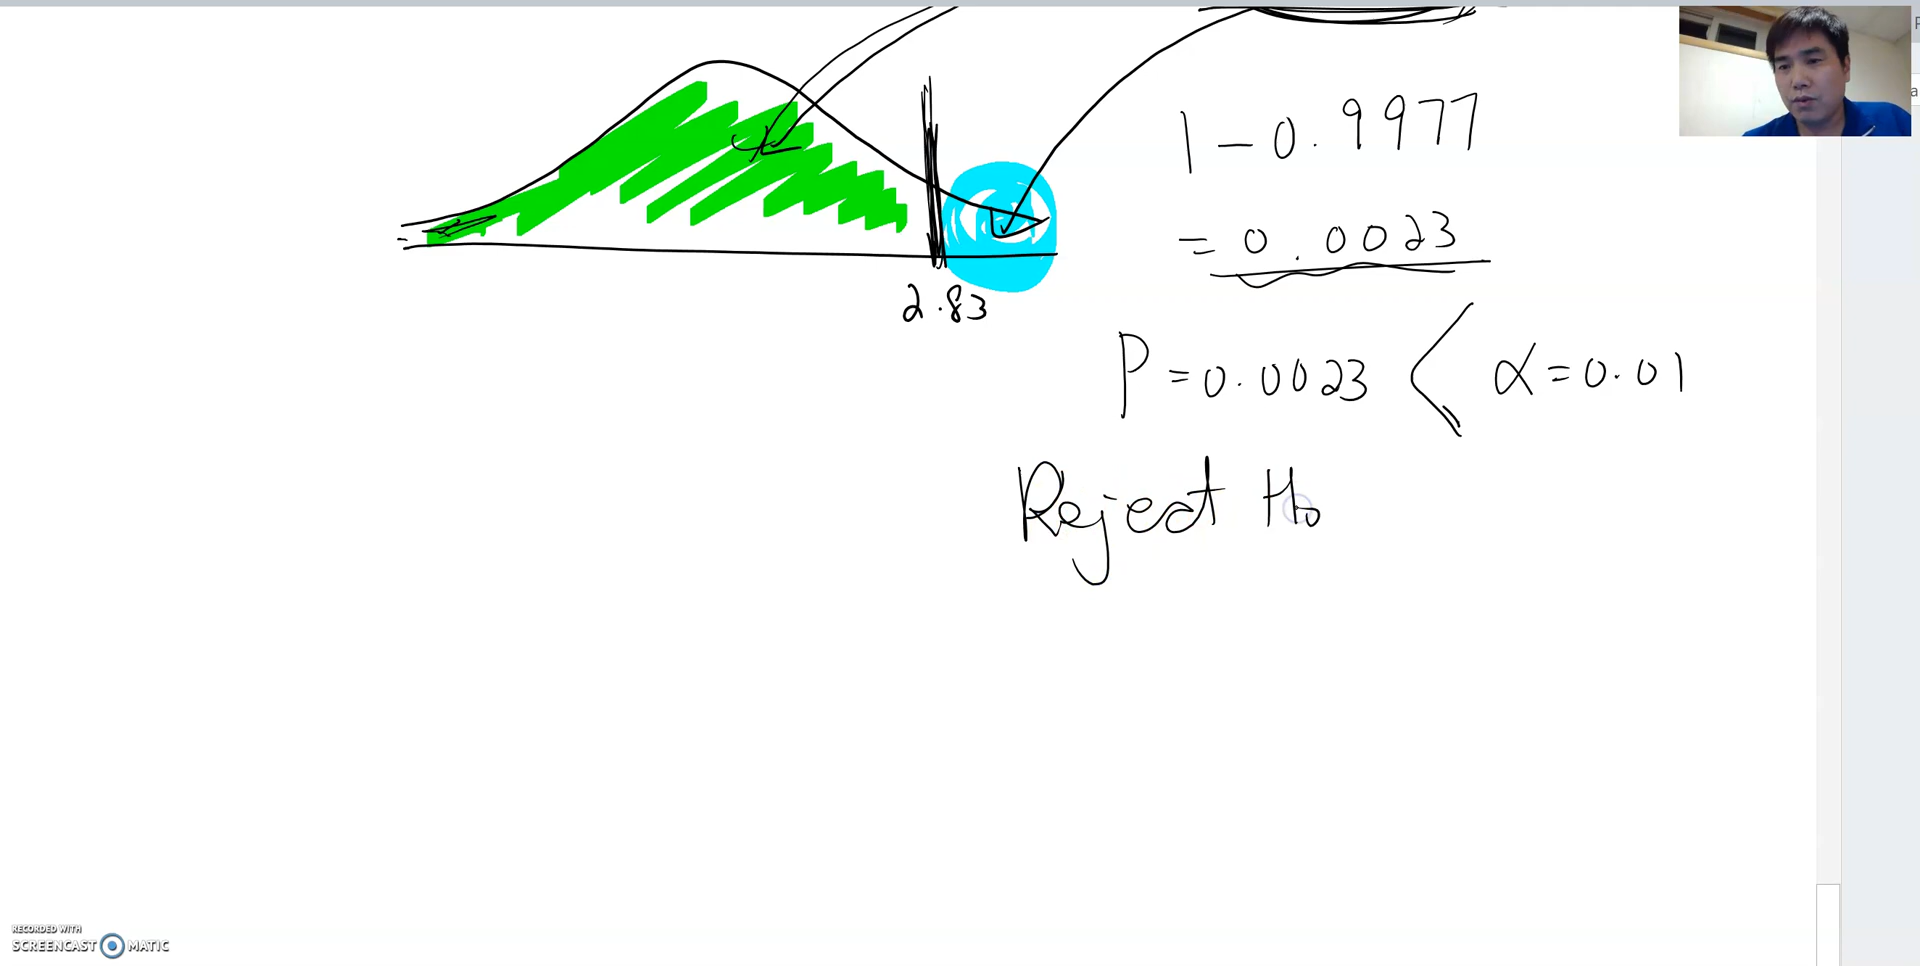 1 - 0.9977
= 0.0023
2.83
P = 0.0023 < α = 0.01
Reject H₀
RECORDED WITH
SCREENCAST MATIC